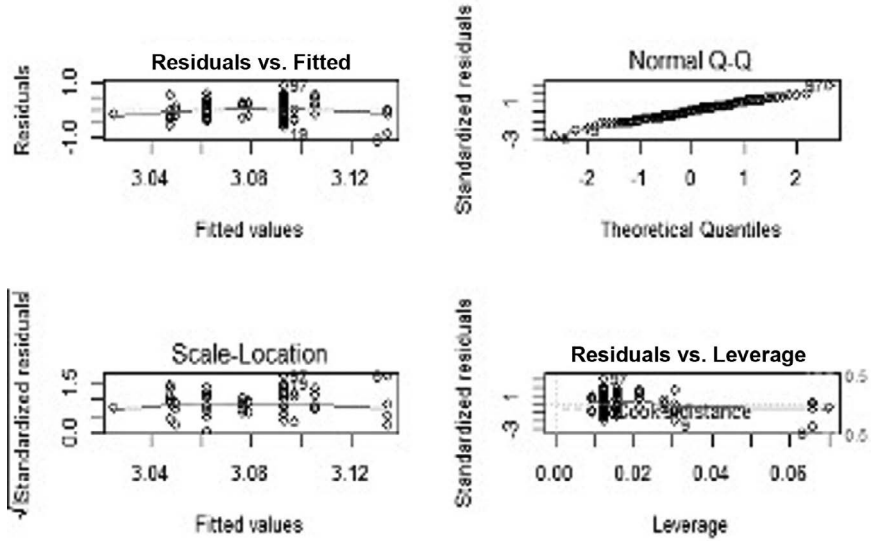 Residuals vs. Fitted
Residuals
1.0
-1.0
97
19
3.04 3.08 3.12
Fitted values
Normal Q-Q
Standardized residuals
1
-3
-2 -1 0 1 2
Theoretical Quantiles
Scale-Location
√Standardized residuals
1.5
0.0
3.04 3.08 3.12
Fitted values
Residuals vs. Leverage
Standardized residuals
1
-3
97
Cook's distance
0.5
0.5
0.00 0.02 0.04 0.06
Leverage